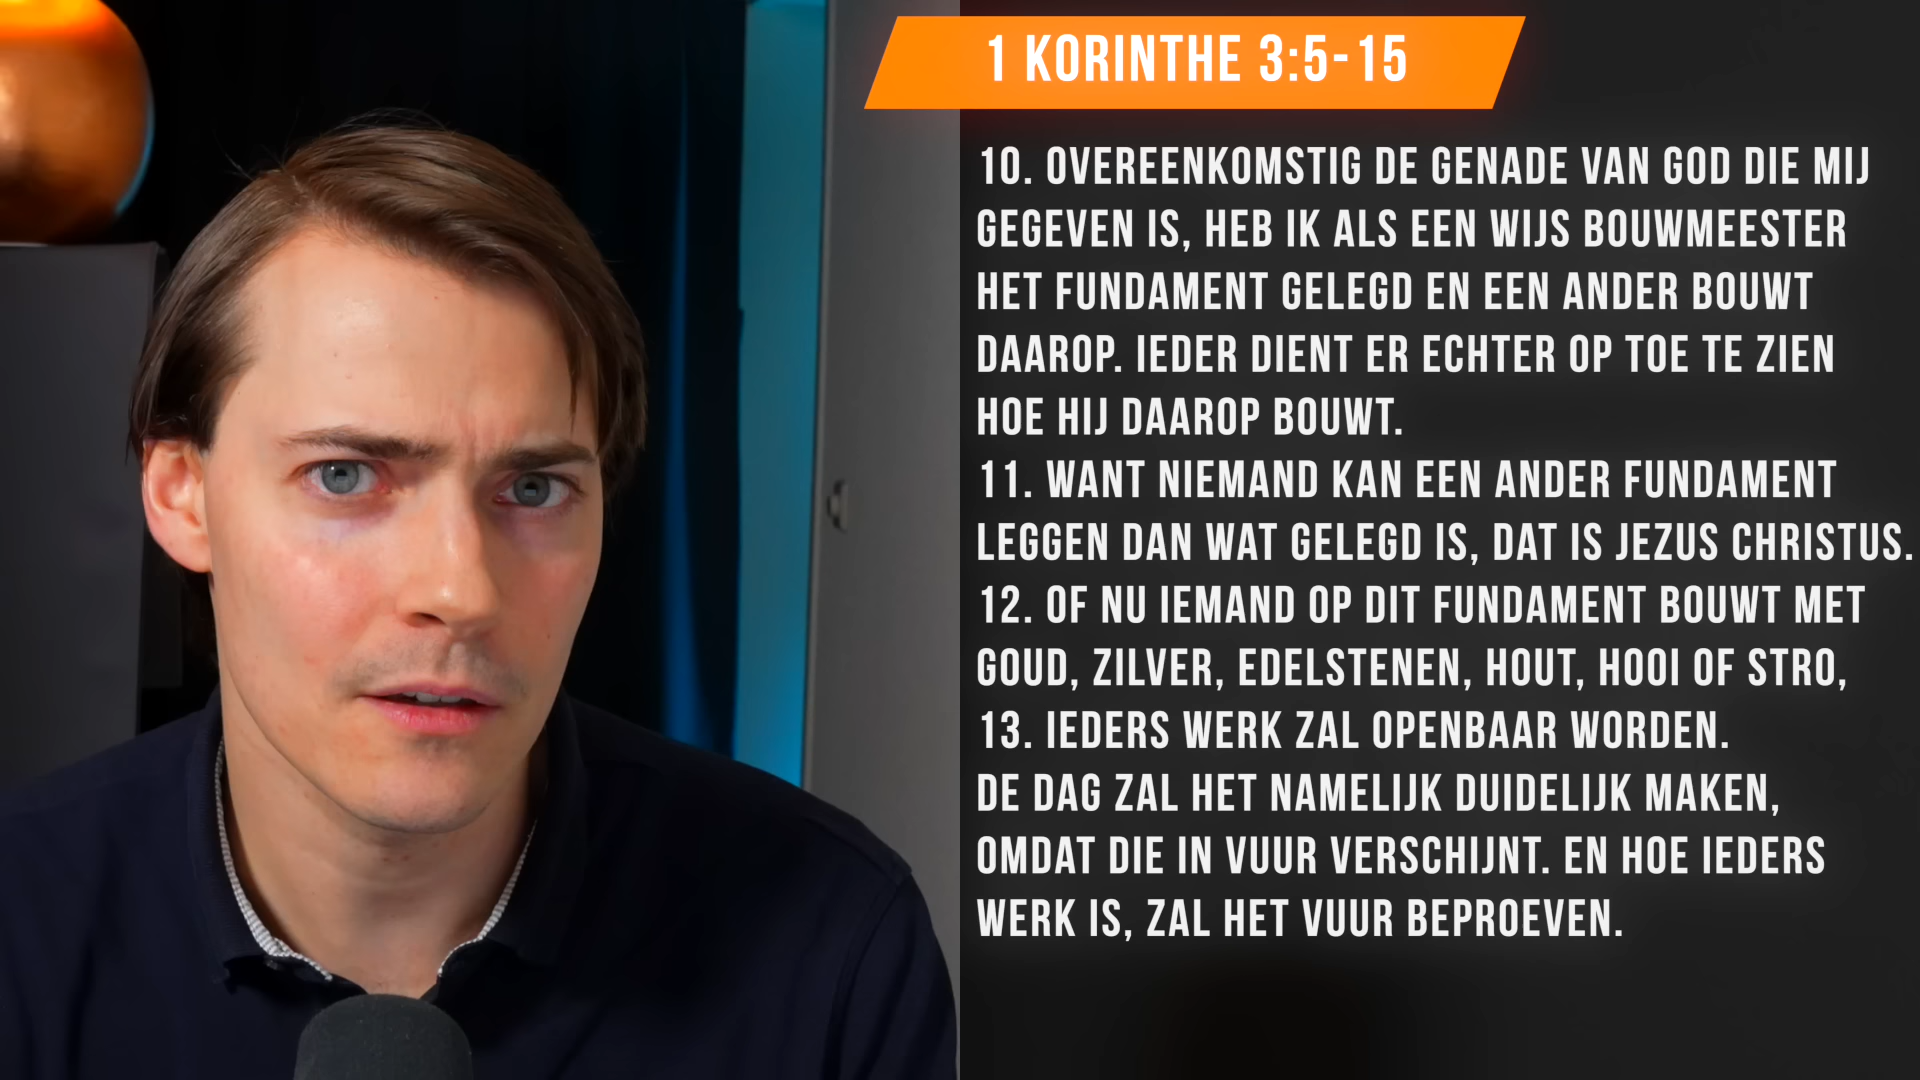 1 KORINTHE 3:5-15
10. OVEREENKOMSTIG DE GENADE VAN GOD DIE MIJ
GEGEVEN IS, HEB IK ALS EEN WIJS BOUWMEESTER
HET FUNDAMENT GELEGD EN EEN ANDER BOUWT
DAAROP. IEDER DIENT ER ECHTER OP TOE TE ZIEN
HOE HIJ DAAROP BOUWT.
11. WANT NIEMAND KAN EEN ANDER FUNDAMENT
LEGGEN DAN WAT GELEGD IS, DAT IS JEZUS CHRISTUS.
12. OF NU IEMAND OP DIT FUNDAMENT BOUWT MET
GOUD, ZILVER, EDELSTENEN, HOUT, HOOI OF STRO,
13. IEDERS WERK ZAL OPENBAAR WORDEN.
DE DAG ZAL HET NAMELIJK DUIDELIJK MAKEN,
OMDAT DIE IN VUUR VERSCHIJNT. EN HOE IEDERS
WERK IS, ZAL HET VUUR BEPROEVEN.